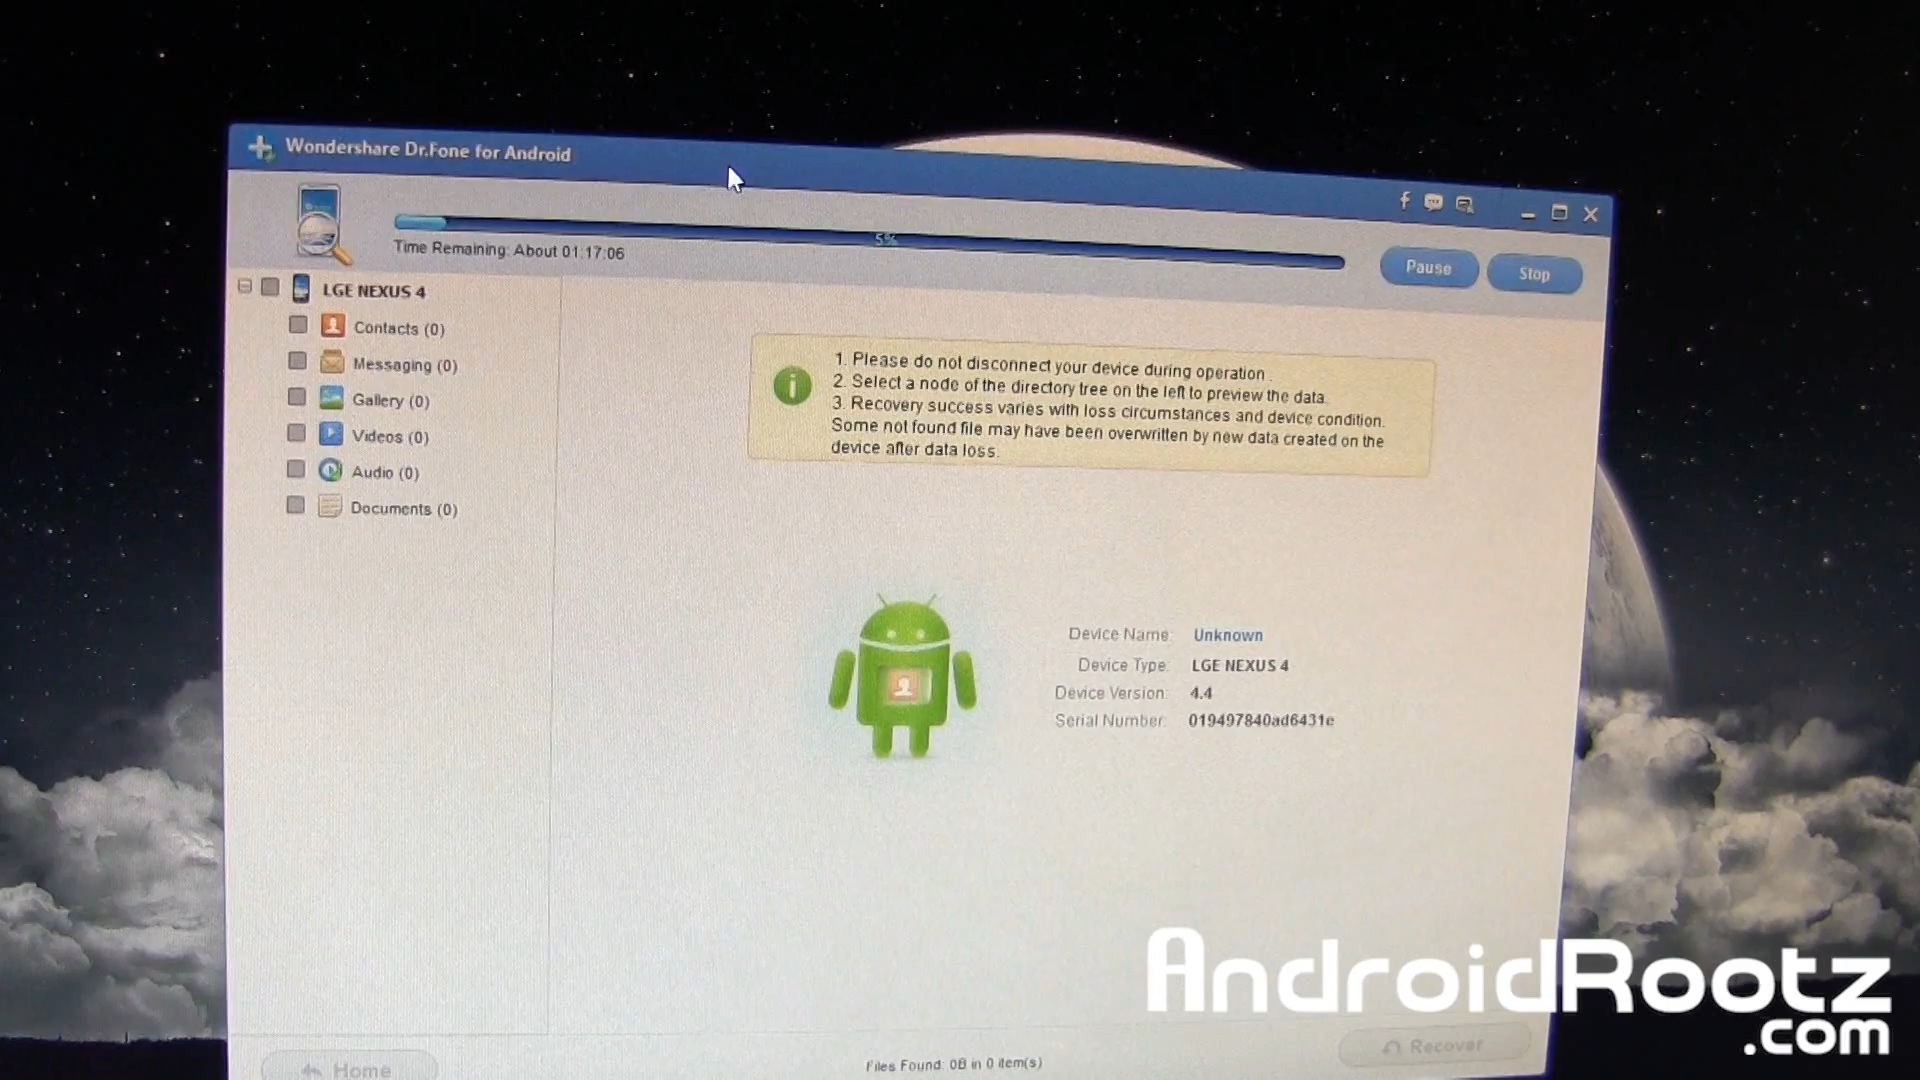 Wondershare Dr.Fone for Android
5%
Time Remaining: About 01:17:06
Pause
Stop
LGE NEXUS 4
Contacts (0)
Messaging (0)
Gallery (0)
Videos (0)
Audio (0)
Documents (0)
1. Please do not disconnect your device during operation.
2. Select a node of the directory tree on the left to preview the data.
3. Recovery success varies with loss circumstances and device condition.
Some not found file may have been overwritten by new data created on the
device after data loss.
Device Name: Unknown
Device Type: LGE NEXUS 4
Device Version: 4.4
Serial Number: 019497840ad6431e
Home
Files Found: 0B in 0 item(s)
Recover
AndroidRootz
.com